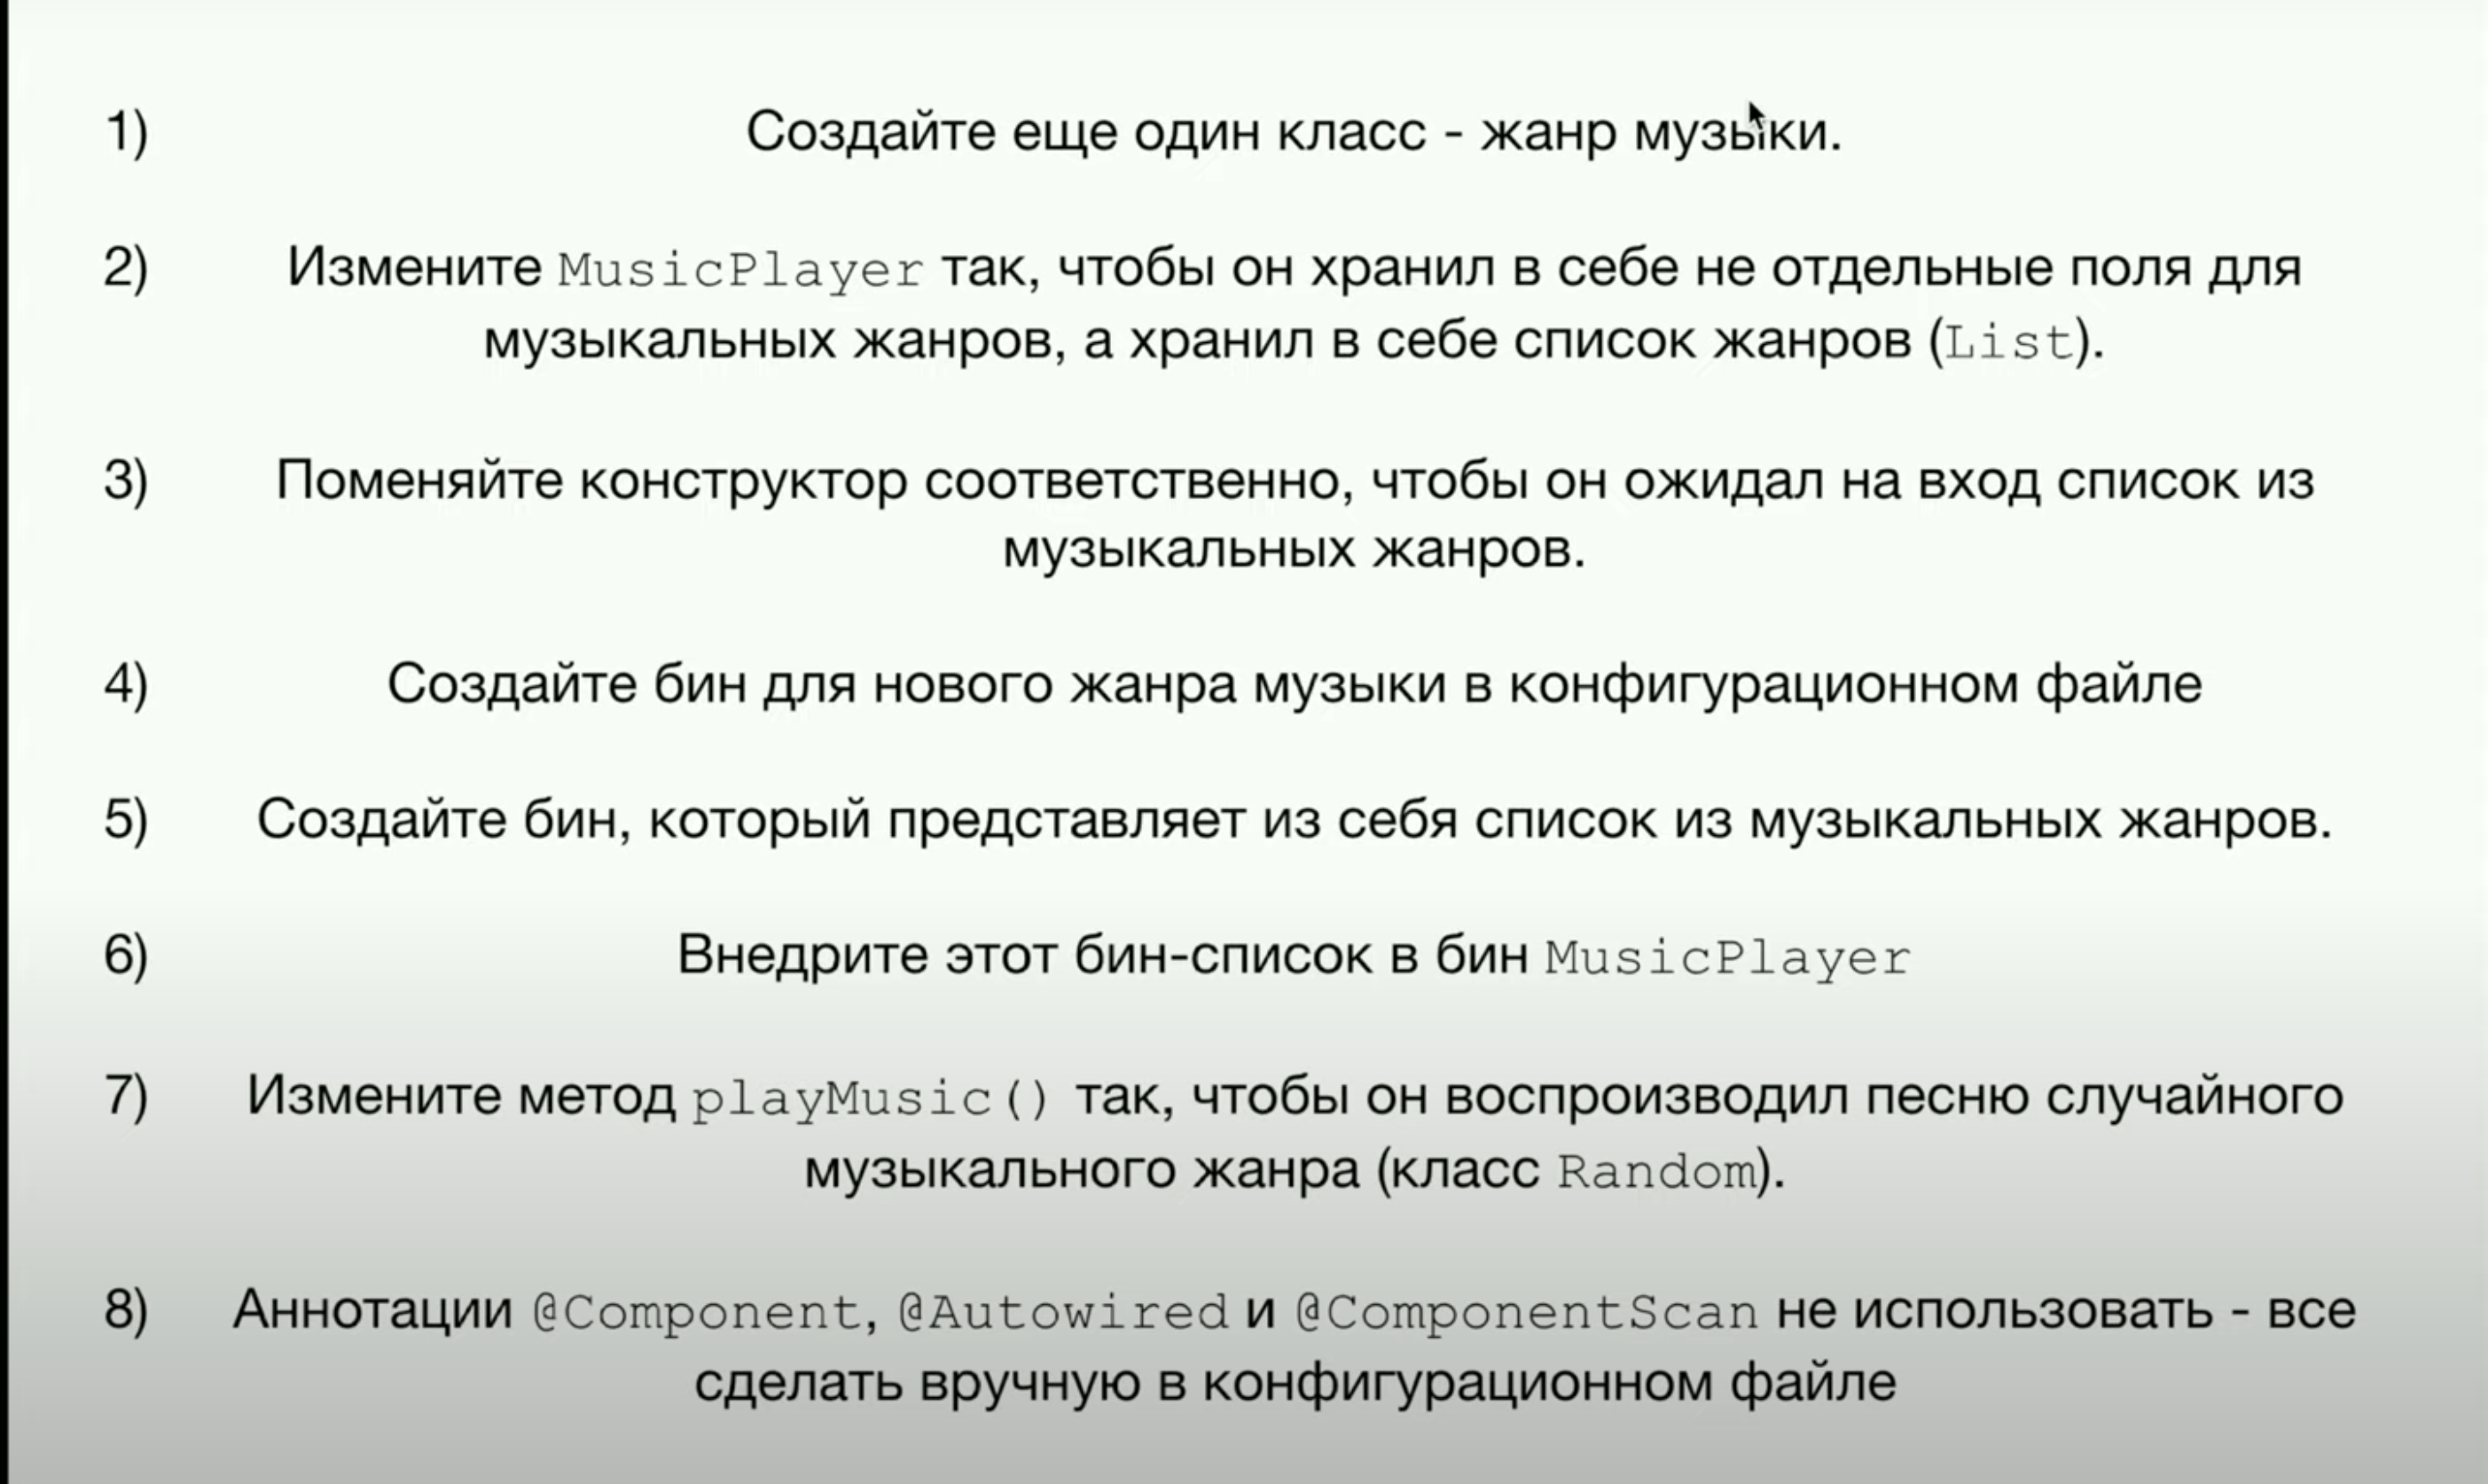 1) Создайте еще один класс - жанр музыки.
2) Измените MusicPlayer так, чтобы он хранил в себе не отдельные поля для
музыкальных жанров, а хранил в себе список жанров (List).
3) Поменяйте конструктор соответственно, чтобы он ожидал на вход список из
музыкальных жанров.
4) Создайте бин для нового жанра музыки в конфигурационном файле
5) Создайте бин, который представляет из себя список из музыкальных жанров.
6) Внедрите этот бин-список в бин MusicPlayer
7) Измените метод playMusic() так, чтобы он воспроизводил песню случайного
музыкального жанра (класс Random).
8) Аннотации @Component, @Autowired и @ComponentScan не использовать - все
сделать вручную в конфигурационном файле